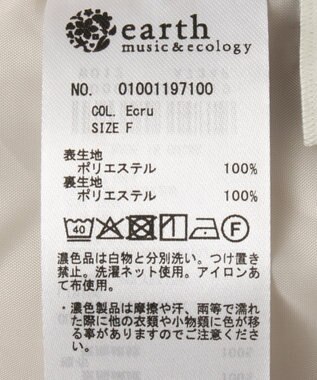 earth
music&ecology
NO. 01001197100
COL. Ecru
SIZE F
表生地
ポリエステル 100%
裏生地
ポリエステル 100%
40 F
濃色品は白物と分別洗い。つけ置き
禁止。洗濯ネット使用。アイロンあ
て布使用。
・濃色製品は摩擦や汗、雨等で濡れ
た際に他の衣類や小物類に色が移
る事がありますのでご注意くださ
い。